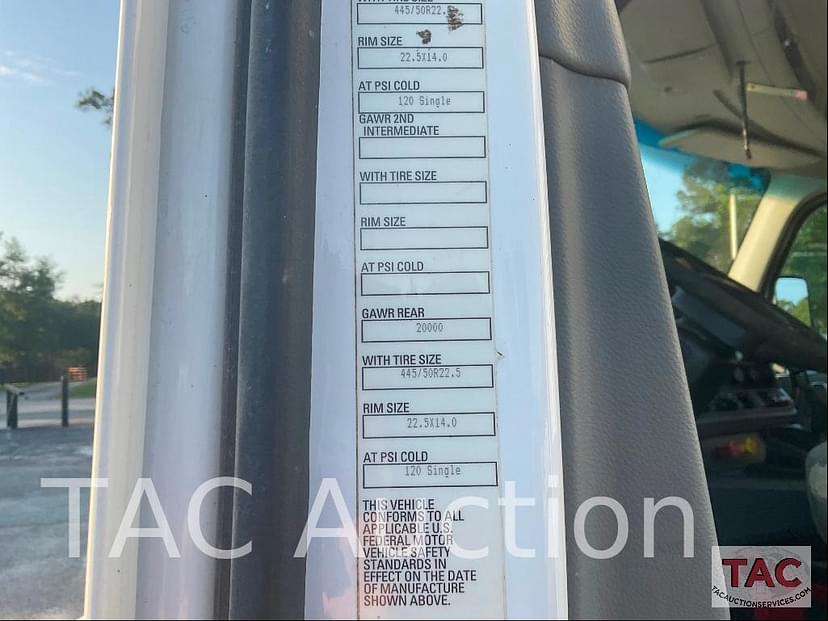 WITH TIRE SIZE
445/50R22.
RIM SIZE
22.5X14.0
AT PSI COLD
120 Single
GAWR 2ND
INTERMEDIATE
WITH TIRE SIZE
RIM SIZE
AT PSI COLD
GAWR REAR
20000
WITH TIRE SIZE
445/50R22.5
RIM SIZE
22.5X14.0
AT PSI COLD
120 Single
THIS VEHICLE
CONFORMS TO ALL
APPLICABLE U.S.
FEDERAL MOTOR
VEHICLE SAFETY
STANDARDS IN
EFFECT ON THE DATE
OF MANUFACTURE
SHOWN ABOVE.
TAC Auction
TAC
TACAUCTIONSERVICES.COM